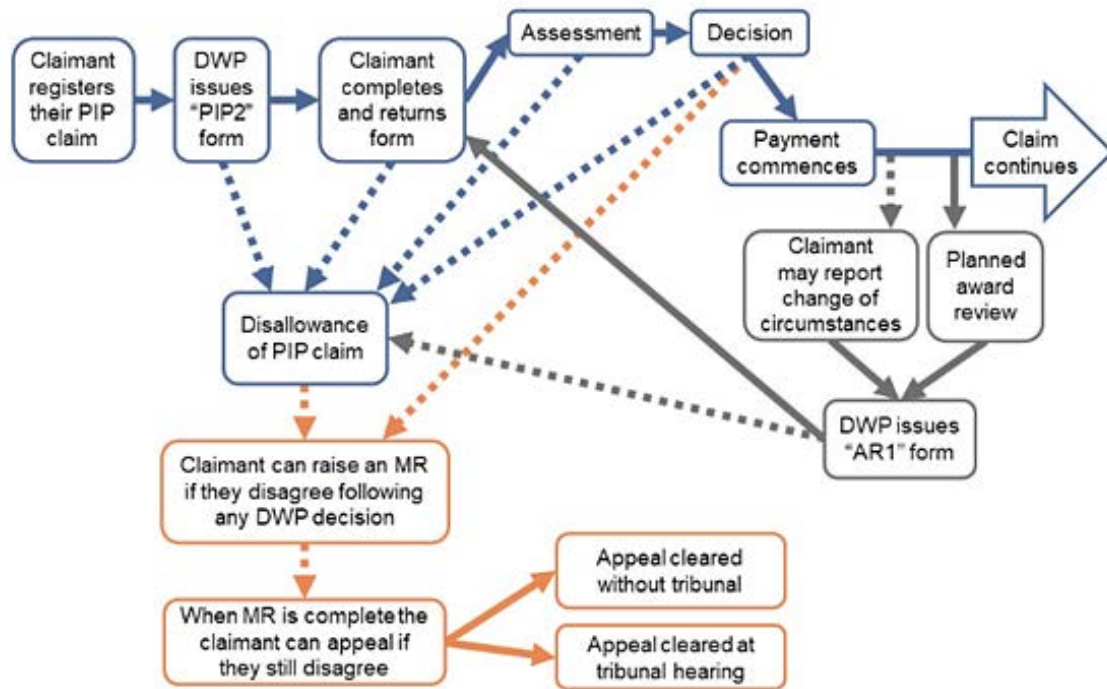 Claimant
registers
their PIP
claim
DWP
issues
“PIP2”
form
Claimant
completes
and returns
form
Assessment
Decision
Payment
commences
Claim
continues
Claimant
may report
change of
circumstances
Planned
award
review
DWP issues
“AR1” form
Disallowance
of PIP claim
Claimant can raise an MR
if they disagree following
any DWP decision
When MR is complete the
claimant can appeal if
they still disagree
Appeal cleared
without tribunal
Appeal cleared at
tribunal hearing